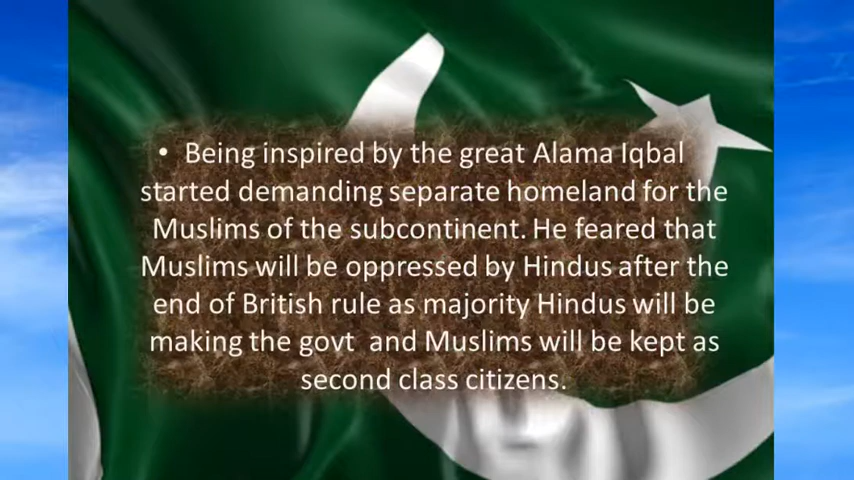 • Being inspired by the great Alama Iqbal
started demanding separate homeland for the
Muslims of the subcontinent. He feared that
Muslims will be oppressed by Hindus after the
end of British rule as majority Hindus will be
making the govt  and Muslims will be kept as
second class citizens.